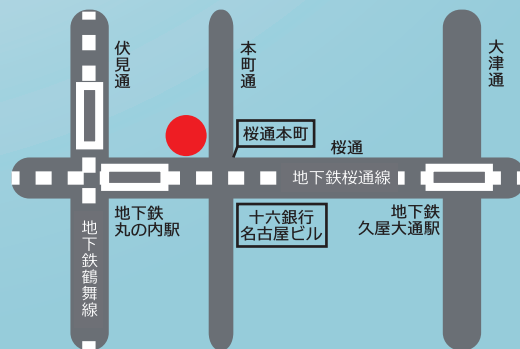 伏見通
本町通
大津通
桜通本町
桜通
地下鉄桜通線
地下鉄
丸の内駅
十六銀行
名古屋ビル
地下鉄
久屋大通駅
地下鉄鶴舞線